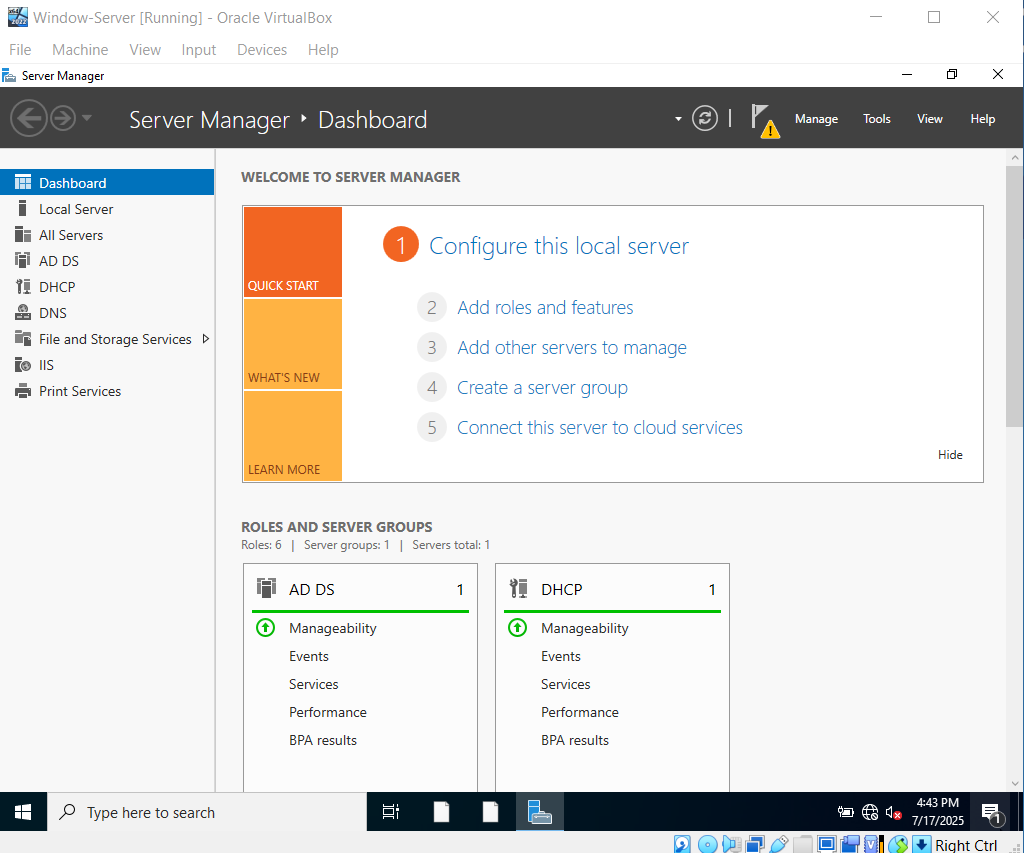 Window-Server [Running] - Oracle VirtualBox
File Machine View Input Devices Help
Server Manager
Server Manager ‣ Dashboard
Manage Tools View Help
Dashboard
Local Server
All Servers
AD DS
DHCP
DNS
File and Storage Services
IIS
Print Services
WELCOME TO SERVER MANAGER
QUICK START
WHAT'S NEW
LEARN MORE
1 Configure this local server
2 Add roles and features
3 Add other servers to manage
4 Create a server group
5 Connect this server to cloud services
Hide
ROLES AND SERVER GROUPS
Roles: 6 | Server groups: 1 | Servers total: 1
AD DS 1
Manageability
Events
Services
Performance
BPA results
DHCP 1
Manageability
Events
Services
Performance
BPA results
Type here to search
4:43 PM
7/17/2025
1
Right Ctrl